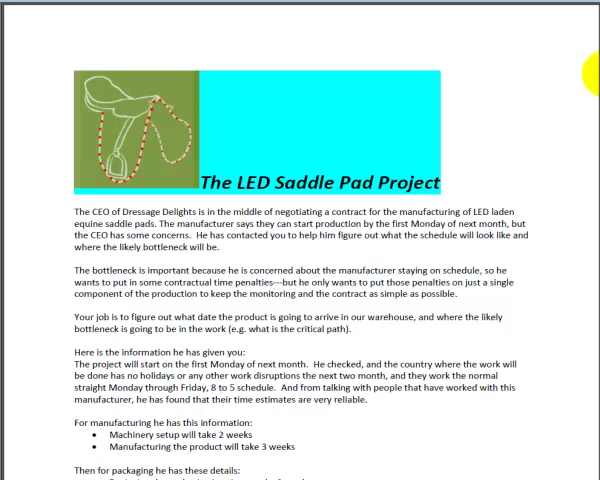 The LED Saddle Pad Project
The CEO of Dressage Delights is in the middle of negotiating a contract for the manufacturing of LED laden
equine saddle pads. The manufacturer says they can start production by the first Monday of next month, but
the CEO has some concerns.  He has contacted you to help him figure out what the schedule will look like and
where the likely bottleneck will be.
The bottleneck is important because he is concerned about the manufacturer staying on schedule, so he
wants to put in some contractual time penalties---but he only wants to put those penalties on just a single
component of the production to keep the monitoring and the contract as simple as possible.
Your job is to figure out what date the product is going to arrive in our warehouse, and where the likely
bottleneck is going to be in the work (e.g. what is the critical path).
Here is the information he has given you:
The project will start on the first Monday of next month.  He checked, and the country where the work will
be done has no holidays or any other work disruptions the next two month, and they work the normal
straight Monday through Friday, 8 to 5 schedule.  And from talking with people that have worked with this
manufacturer, he has found that their time estimates are very reliable.
For manufacturing he has this information:
• Machinery setup will take 2 weeks
• Manufacturing the product will take 3 weeks
Then for packaging he has these details: